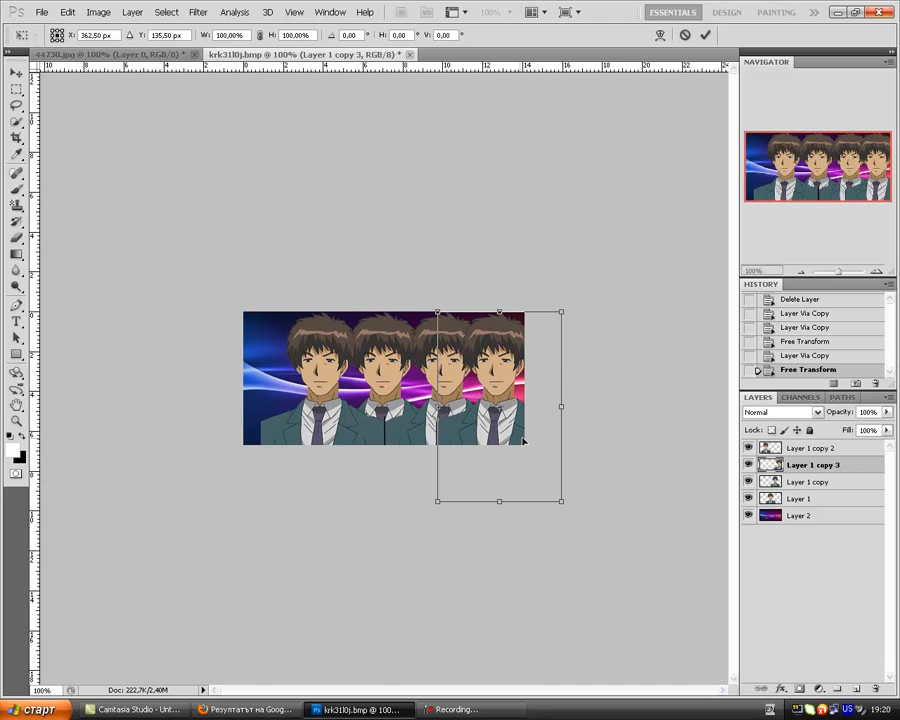 Ps File Edit Image Layer Select Filter Analysis 3D View Window Help 100% ESSENTIALS DESIGN PAINTING
X: 362,50 px Y: 135,50 px W: 100,00% H: 100,00% 0,00 ° H: 0,00 ° V: 0,00 °
44730.jpg @ 100% (Layer 0, RGB/8) * krk31l0j.bmp @ 100% (Layer 1 copy 3, RGB/8) *
NAVIGATOR
100%
HISTORY
Delete Layer
Layer Via Copy
Layer Via Copy
Free Transform
Layer Via Copy
Free Transform
LAYERS CHANNELS PATHS
Normal Opacity: 100%
Lock: Fill: 100%
Layer 1 copy 2
Layer 1 copy 3
Layer 1 copy
Layer 1
Layer 2
100% Doc: 222,7K/2,40M
старт Camtasia Studio - Unt... Резултатът на Goog... krk31l0j.bmp @ 100... Recording... US 19:20